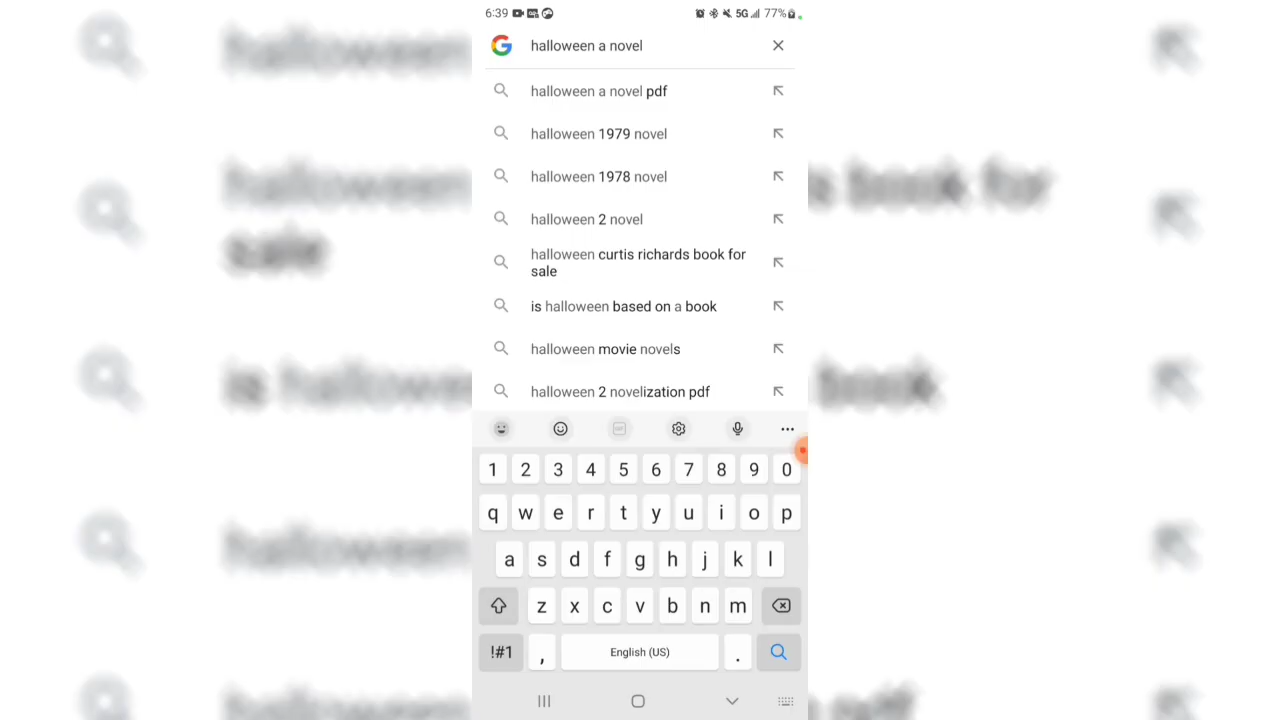 6:39
5G 77%
halloween a novel
halloween a novel pdf
halloween 1979 novel
halloween 1978 novel
halloween 2 novel
halloween curtis richards book for
sale
is halloween based on a book
halloween movie novels
halloween 2 novelization pdf
1 2 3 4 5 6 7 8 9 0
q w e r t y u i o p
a s d f g h j k l
z x c v b n m
!#1 , English (US) .